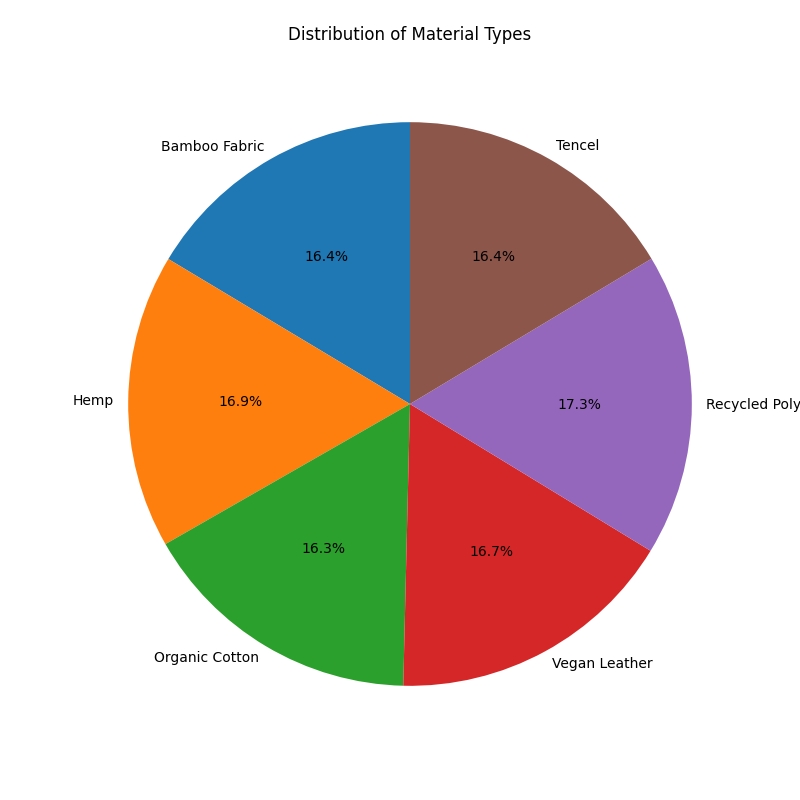 Distribution of Material Types
Bamboo Fabric
Tencel
16.4%
16.4%
Hemp
16.9%
17.3%
Recycled Poly
16.3%
16.7%
Organic Cotton
Vegan Leather